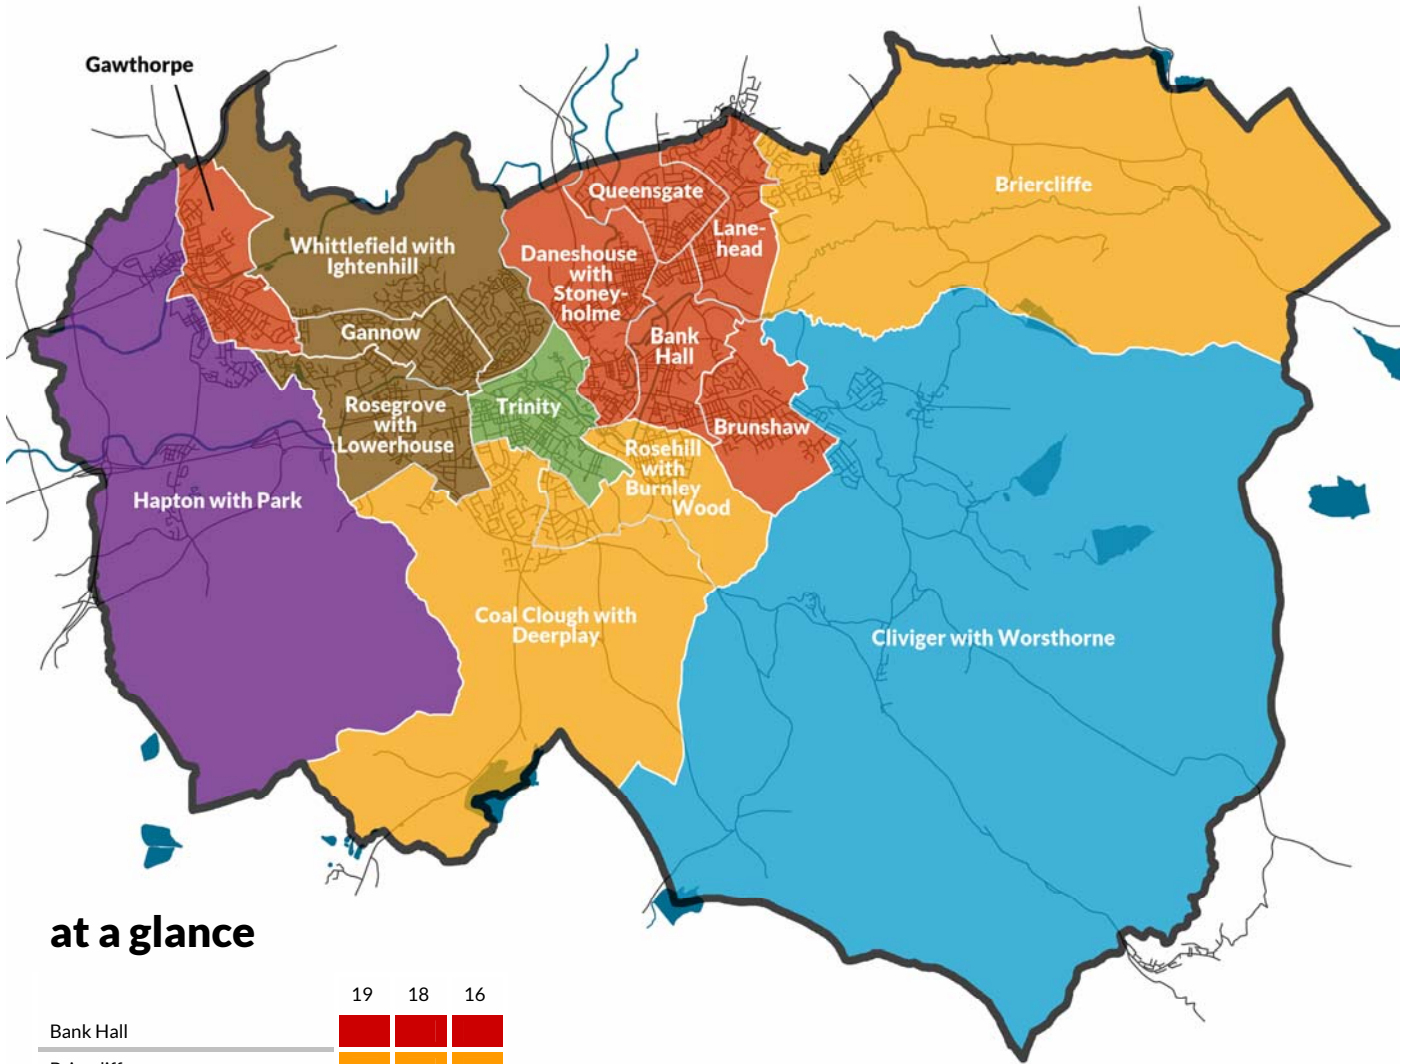 Gawthorpe
Briercliffe
Queensgate
Lane-
head
Whittlefield with
Ightenhill
Daneshouse
with
Stoney-
holme
Gannow
Bank
Hall
Trinity
Rosegrove
with
Lowerhouse
Brunshaw
Rosehill
with
Burnley
Wood
Hapton with Park
Coal Clough with
Deerplay
Cliviger with Worsthorne
at a glance
19 18 16
Bank Hall